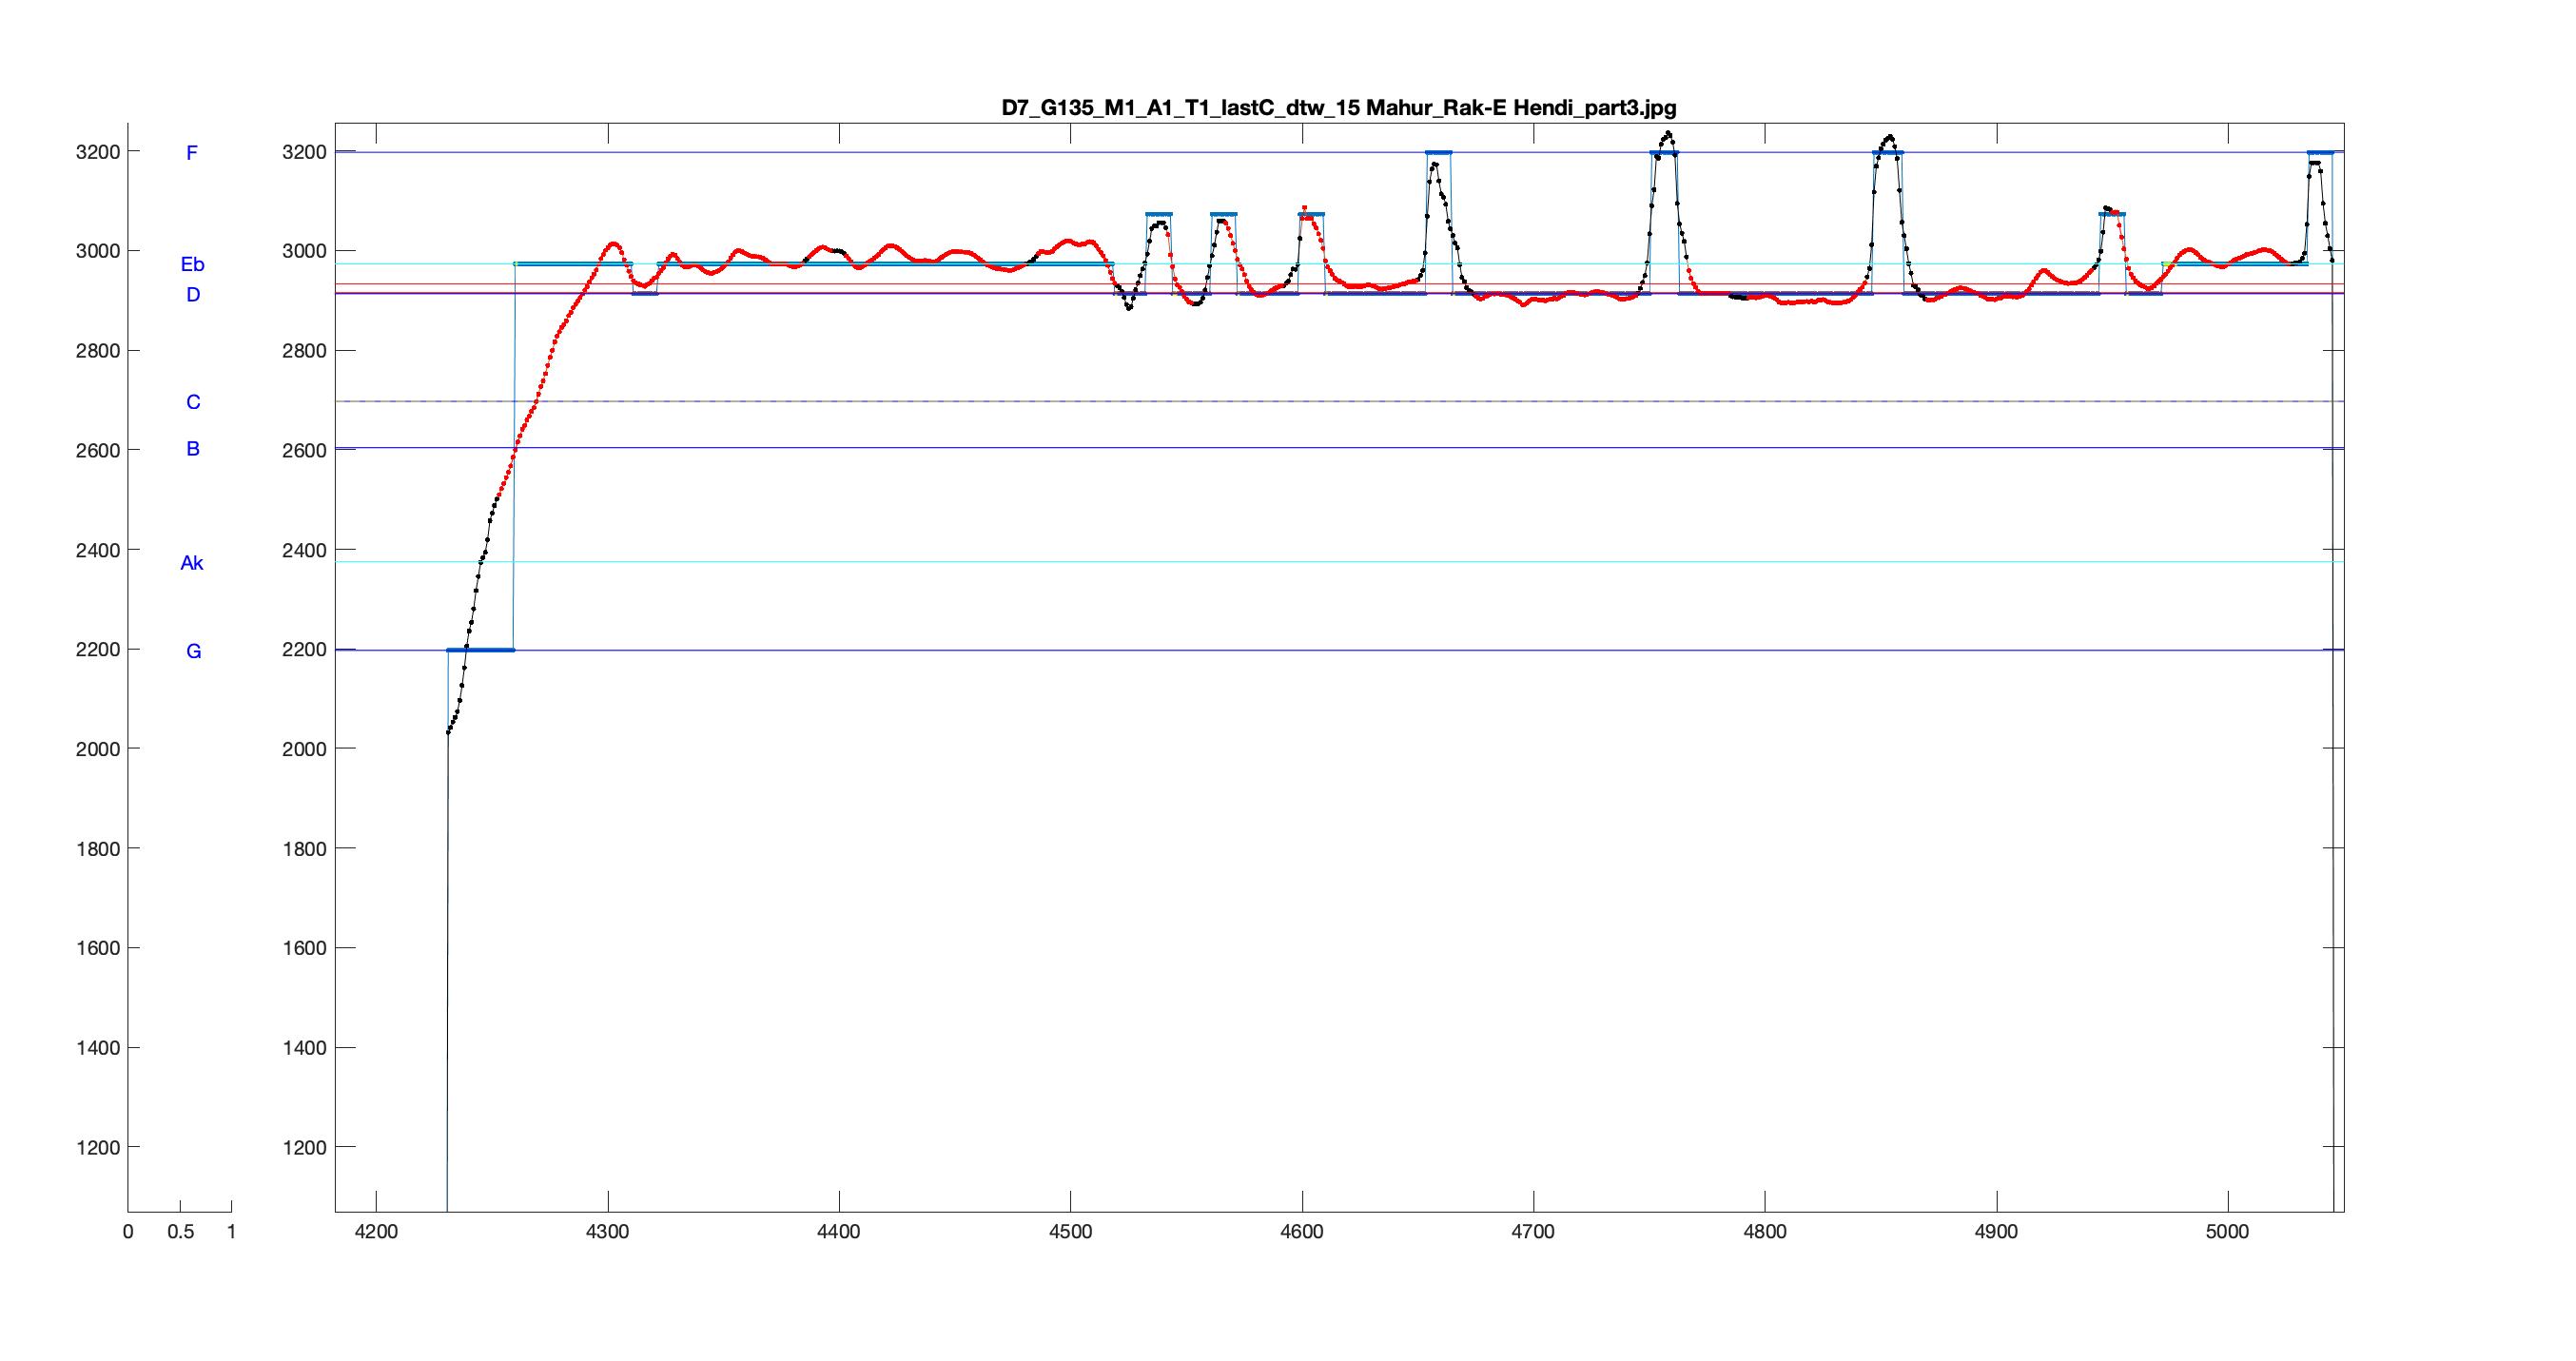 D7_G135_M1_A1_T1_lastC_dtw_15 Mahur_Rak-E Hendi_part3.jpg
3200 F 3200
3000 3000
Eb
D
2800 2800
C
2600 B 2600
2400 Ak 2400
2200 G 2200
2000 2000
1800 1800
1600 1600
1400 1400
1200 1200
0 0.5 1 4200 4300 4400 4500 4600 4700 4800 4900 5000